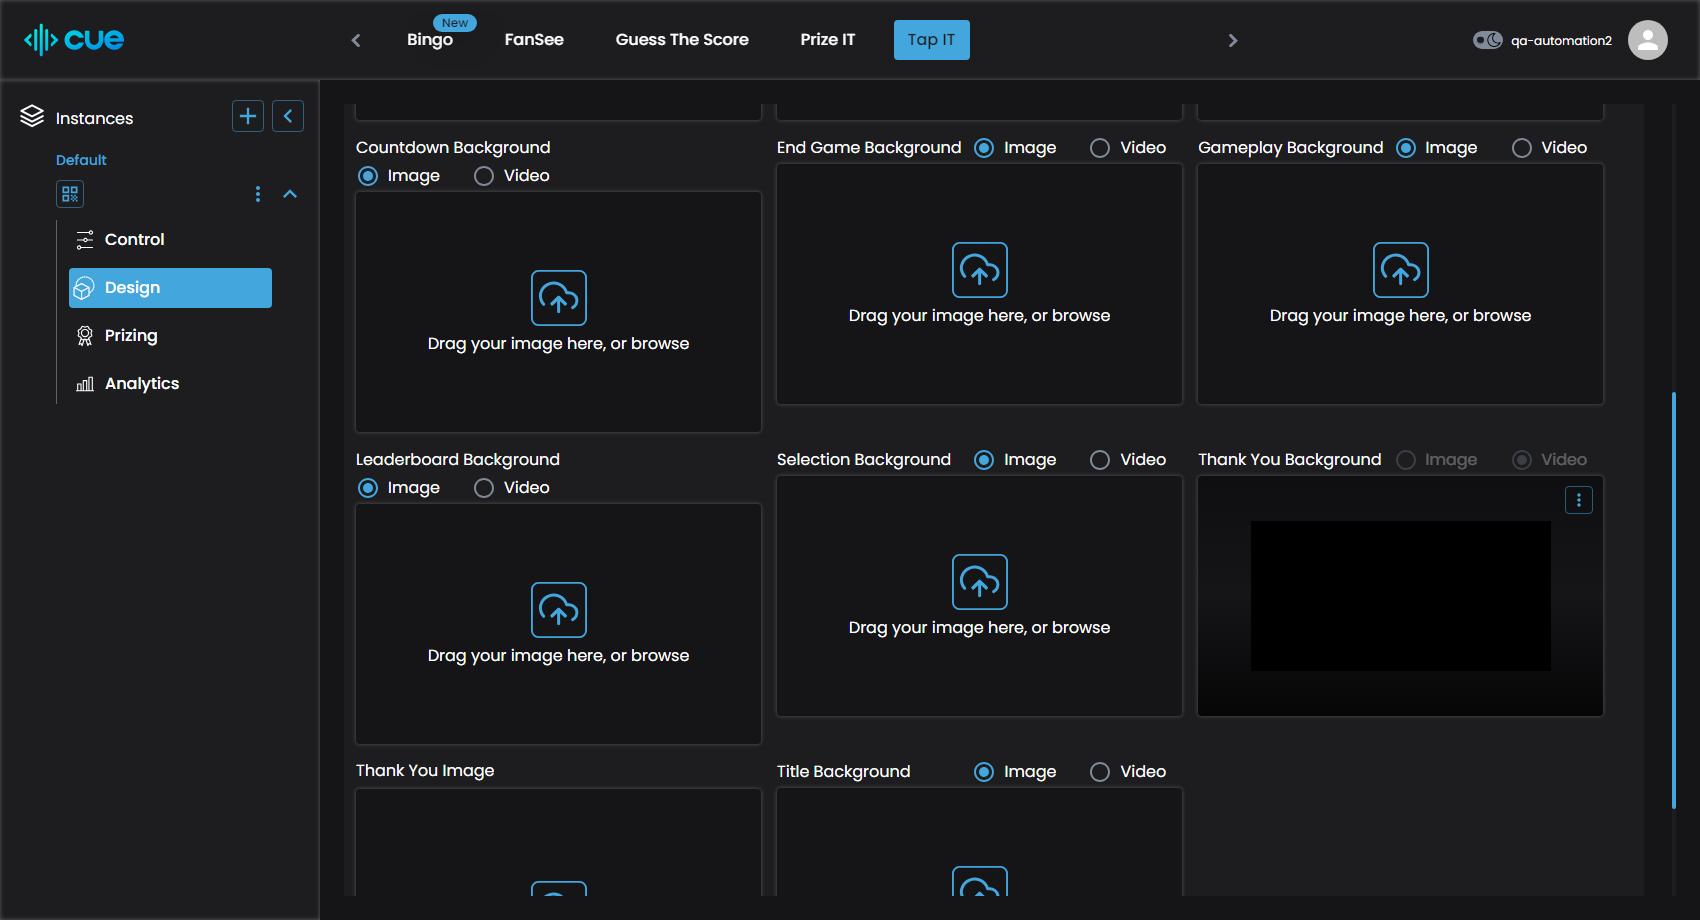 cue
New
Bingo
FanSee
Guess The Score
Prize IT
Tap IT
qa-automation2
Instances
Default
Control
Design
Prizing
Analytics
Countdown Background
Image
Video
Drag your image here, or browse
End Game Background
Image
Video
Drag your image here, or browse
Gameplay Background
Image
Video
Drag your image here, or browse
Leaderboard Background
Image
Video
Drag your image here, or browse
Selection Background
Image
Video
Drag your image here, or browse
Thank You Background
Image
Video
Thank You Image
Title Background
Image
Video